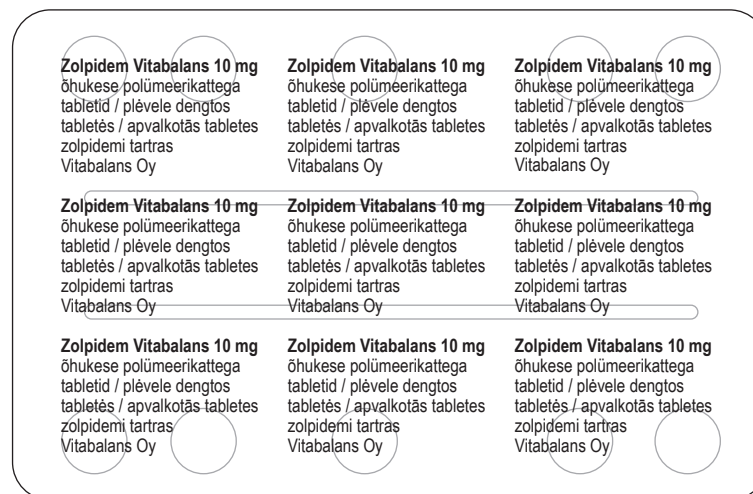 Zolpidem Vitabalans 10 mg
õhukese polümeerikattega
tabletid / plėvele dengtos
tabletės / apvalkotās tabletes
zolpidemi tartras
Vitabalans Oy
Zolpidem Vitabalans 10 mg
õhukese polümeerikattega
tabletid / plėvele dengtos
tabletės / apvalkotās tabletes
zolpidemi tartras
Vitabalans Oy
Zolpidem Vitabalans 10 mg
õhukese polümeerikattega
tabletid / plėvele dengtos
tabletės / apvalkotās tabletes
zolpidemi tartras
Vitabalans Oy
Zolpidem Vitabalans 10 mg
õhukese polümeerikattega
tabletid / plėvele dengtos
tabletės / apvalkotās tabletes
zolpidemi tartras
Vitabalans Oy
Zolpidem Vitabalans 10 mg
õhukese polümeerikattega
tabletid / plėvele dengtos
tabletės / apvalkotās tabletes
zolpidemi tartras
Vitabalans Oy
Zolpidem Vitabalans 10 mg
õhukese polümeerikattega
tabletid / plėvele dengtos
tabletės / apvalkotās tabletes
zolpidemi tartras
Vitabalans Oy
Zolpidem Vitabalans 10 mg
õhukese polümeerikattega
tabletid / plėvele dengtos
tabletės / apvalkotās tabletes
zolpidemi tartras
Vitabalans Oy
Zolpidem Vitabalans 10 mg
õhukese polümeerikattega
tabletid / plėvele dengtos
tabletės / apvalkotās tabletes
zolpidemi tartras
Vitabalans Oy
Zolpidem Vitabalans 10 mg
õhukese polümeerikattega
tabletid / plėvele dengtos
tabletės / apvalkotās tabletes
zolpidemi tartras
Vitabalans Oy